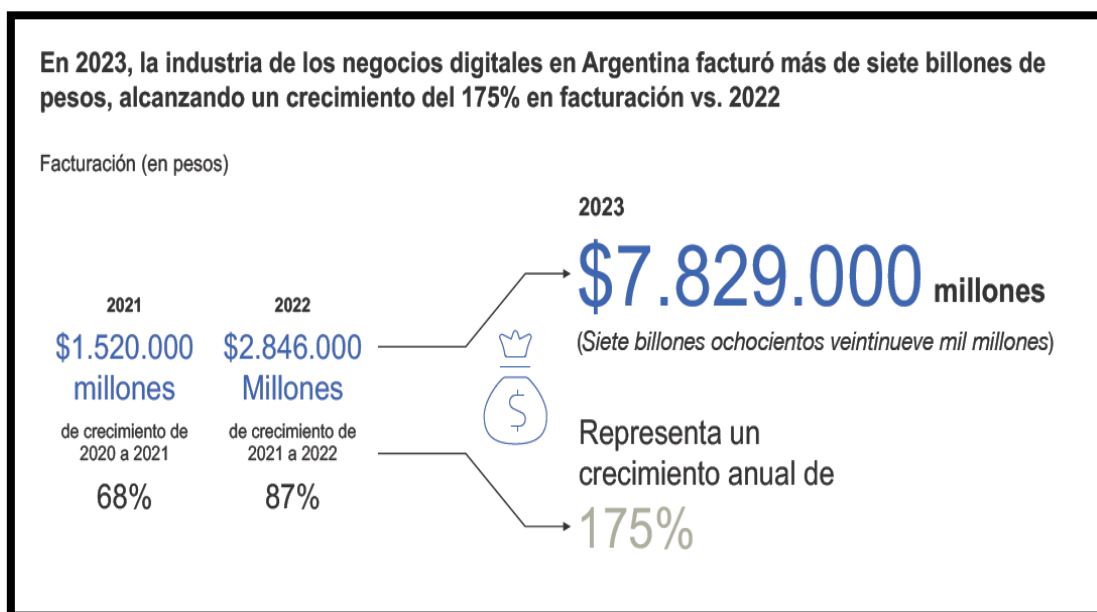 En 2023, la industria de los negocios digitales en Argentina facturó más de siete billones de
pesos, alcanzando un crecimiento del 175% en facturación vs. 2022
Facturación (en pesos)
2021
$1.520.000
millones
de crecimiento de
2020 a 2021
68%
2022
$2.846.000
Millones
de crecimiento de
2021 a 2022
87%
$
2023
$7.829.000 millones
(Siete billones ochocientos veintinueve mil millones)
Representa un
crecimiento anual de
175%